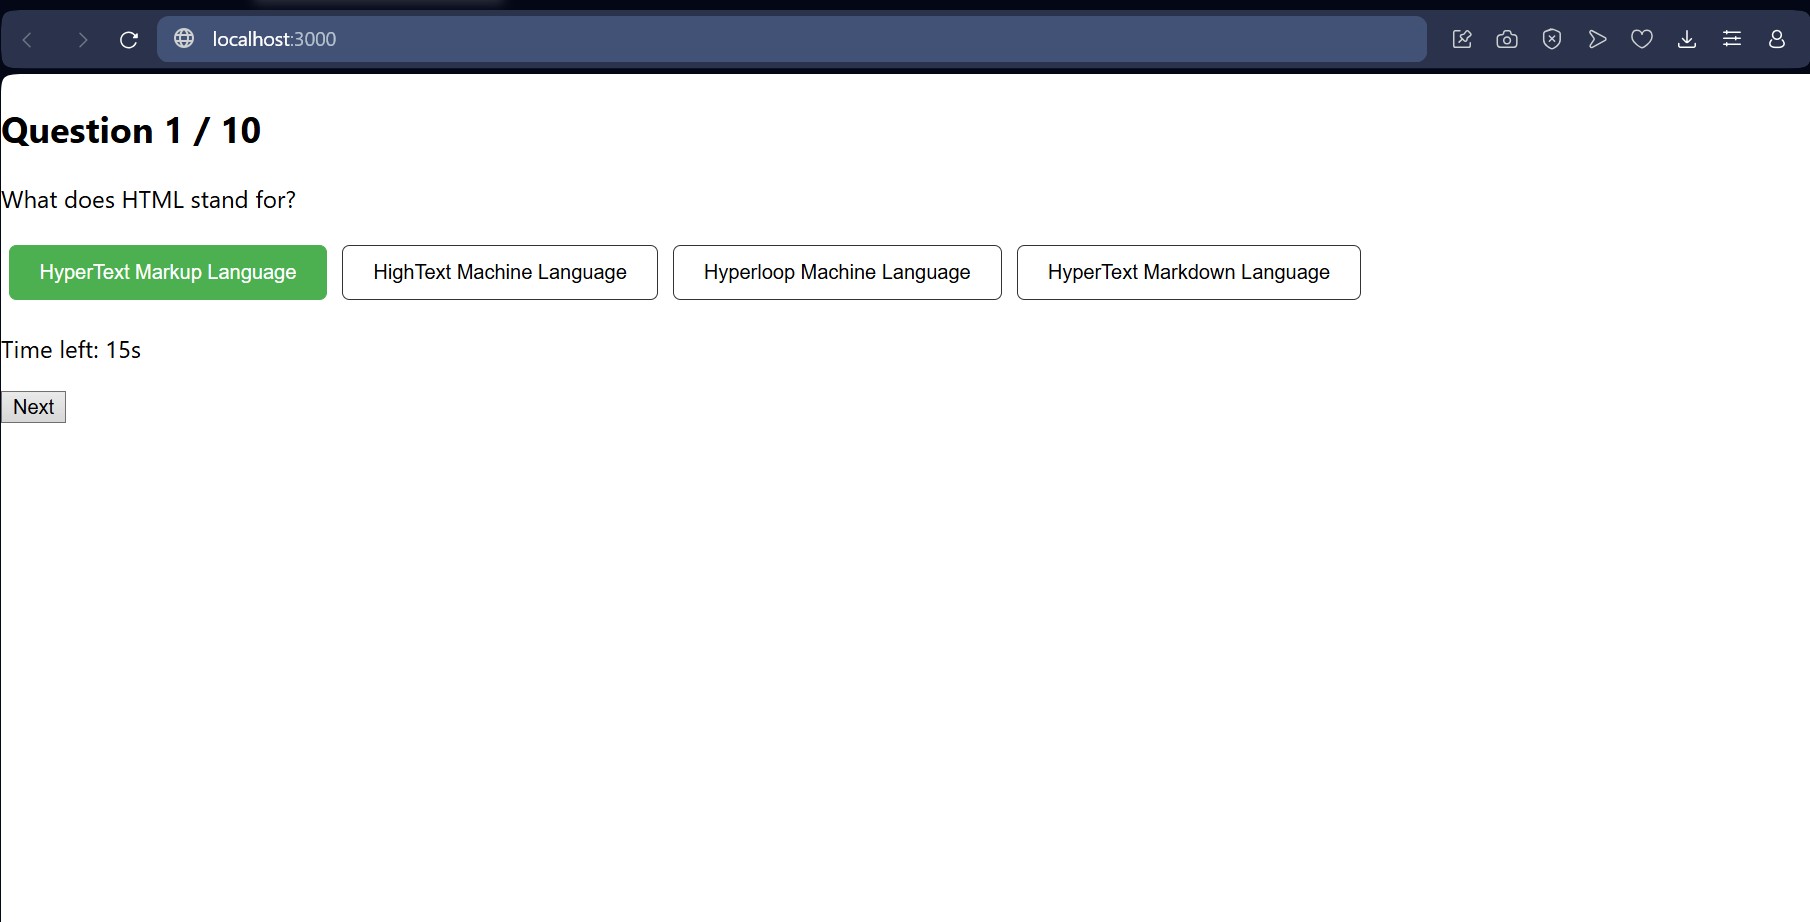 localhost:3000
Question 1 / 10
What does HTML stand for?
HyperText Markup Language HighText Machine Language Hyperloop Machine Language HyperText Markdown Language
Time left: 15s
Next